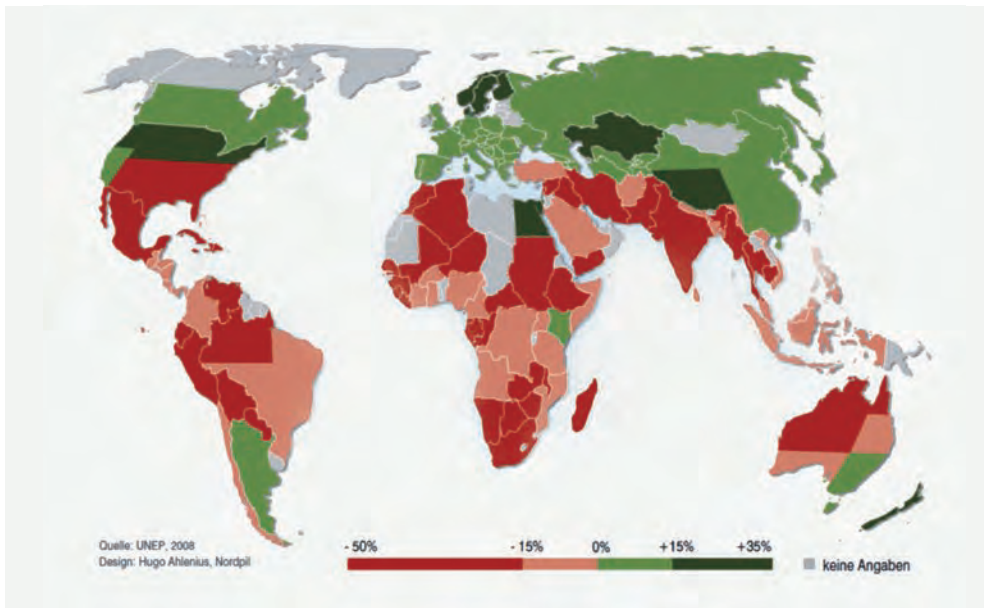 Quelle: UNEP, 2008
Design: Hugo Ahlenius, Nordpil
- 50% -15% 0% +15% +35%
keine Angaben